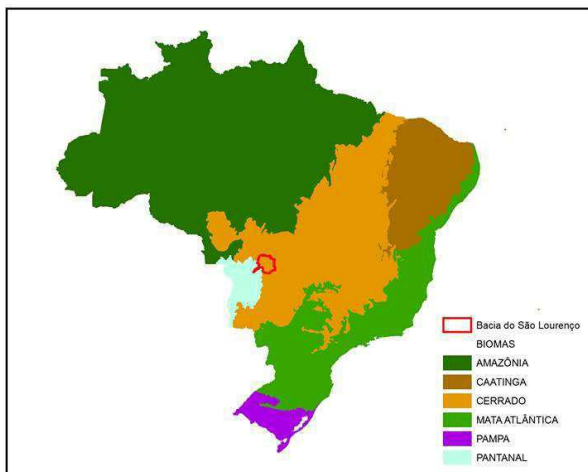 Bacia do São Lourenço
BIOMAS
AMAZÔNIA
CAATINGA
CERRADO
MATA ATLÂNTICA
PAMPA
PANTANAL